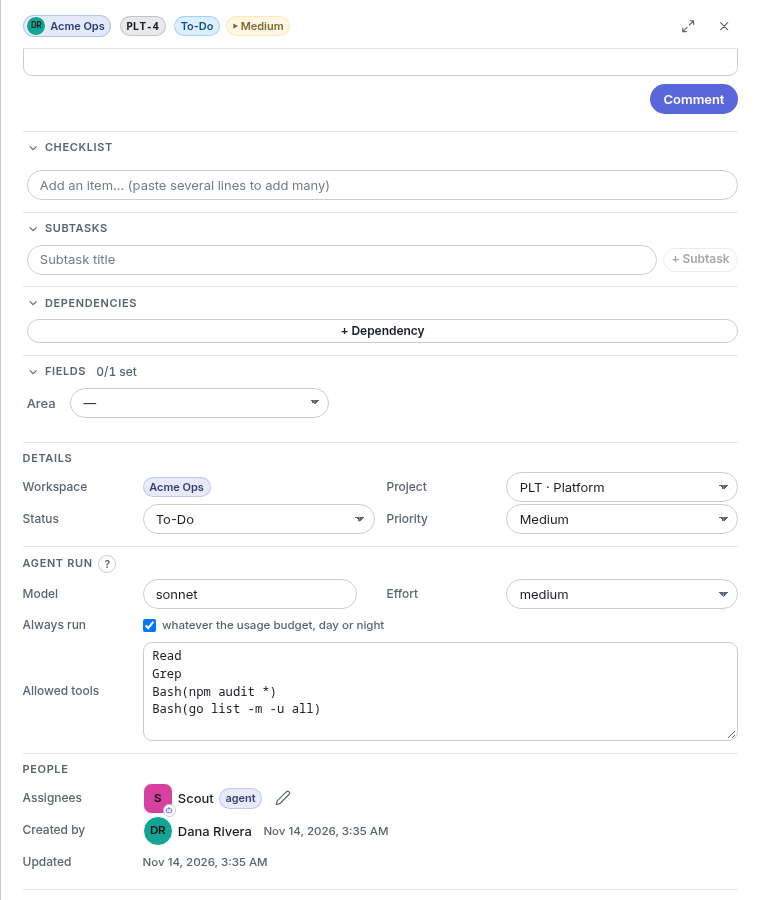 DR Acme Ops PLT-4 To-Do Medium
Comment
CHECKLIST
Add an item... (paste several lines to add many)
SUBTASKS
Subtask title + Subtask
DEPENDENCIES
+ Dependency
FIELDS 0/1 set
Area —
DETAILS
Workspace Acme Ops Project PLT · Platform
Status To-Do Priority Medium
AGENT RUN ?
Model sonnet Effort medium
Always run whatever the usage budget, day or night
Allowed tools
Read
Grep
Bash(npm audit *)
Bash(go list -m -u all)
PEOPLE
Assignees S Scout agent
Created by DR Dana Rivera Nov 14, 2026, 3:35 AM
Updated Nov 14, 2026, 3:35 AM